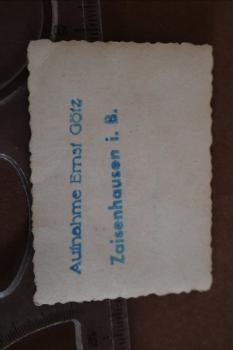 Aufnahme Ernst Götz
Zaisenhausen i. B.